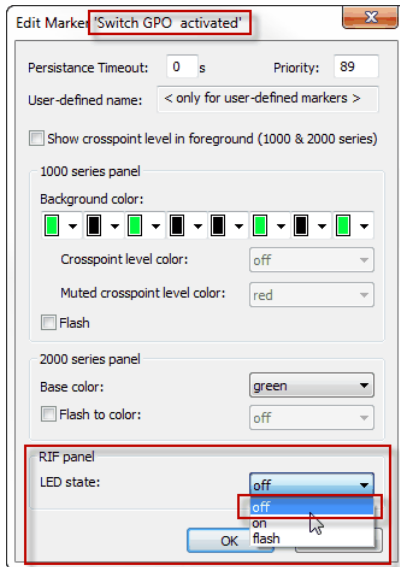 Edit Marker 'Switch GPO activated'
Persistance Timeout: 0 s Priority: 89
User-defined name: < only for user-defined markers >
Show crosspoint level in foreground (1000 & 2000 series)
1000 series panel
Background color:
Crosspoint level color: off
Muted crosspoint level color: red
Flash
2000 series panel
Base color: green
Flash to color: off
RIF panel
LED state: off
off
on
flash
OK